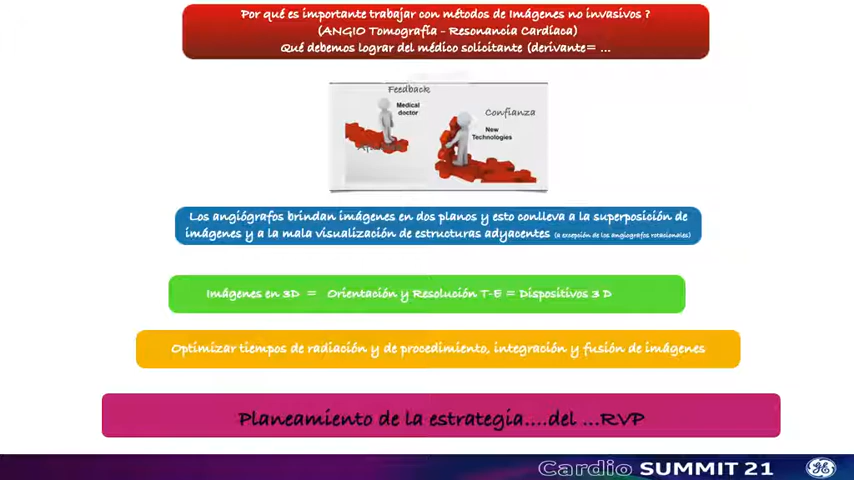 Por qué es importante trabajar con métodos de Imágenes no invasivos ?
(ANGIO Tomografía - Resonancia Cardíaca)
Qué debemos lograr del médico solicitante (derivante= ...
Feedback
Medical
doctor
Confianza
New
Technologies
Los angiógrafos brindan imágenes en dos planos y esto conlleva a la superposición de
imágenes y a la mala visualización de estructuras adyacentes (a excepción de los angiografos rotacionales)
Imágenes en 3D = Orientación y Resolución T-E = Dispositivos 3 D
Optimizar tiempos de radiación y de procedimiento, integración y fusión de imágenes
Planeamiento de la estrategia....del ...RVP
Cardio SUMMIT 21